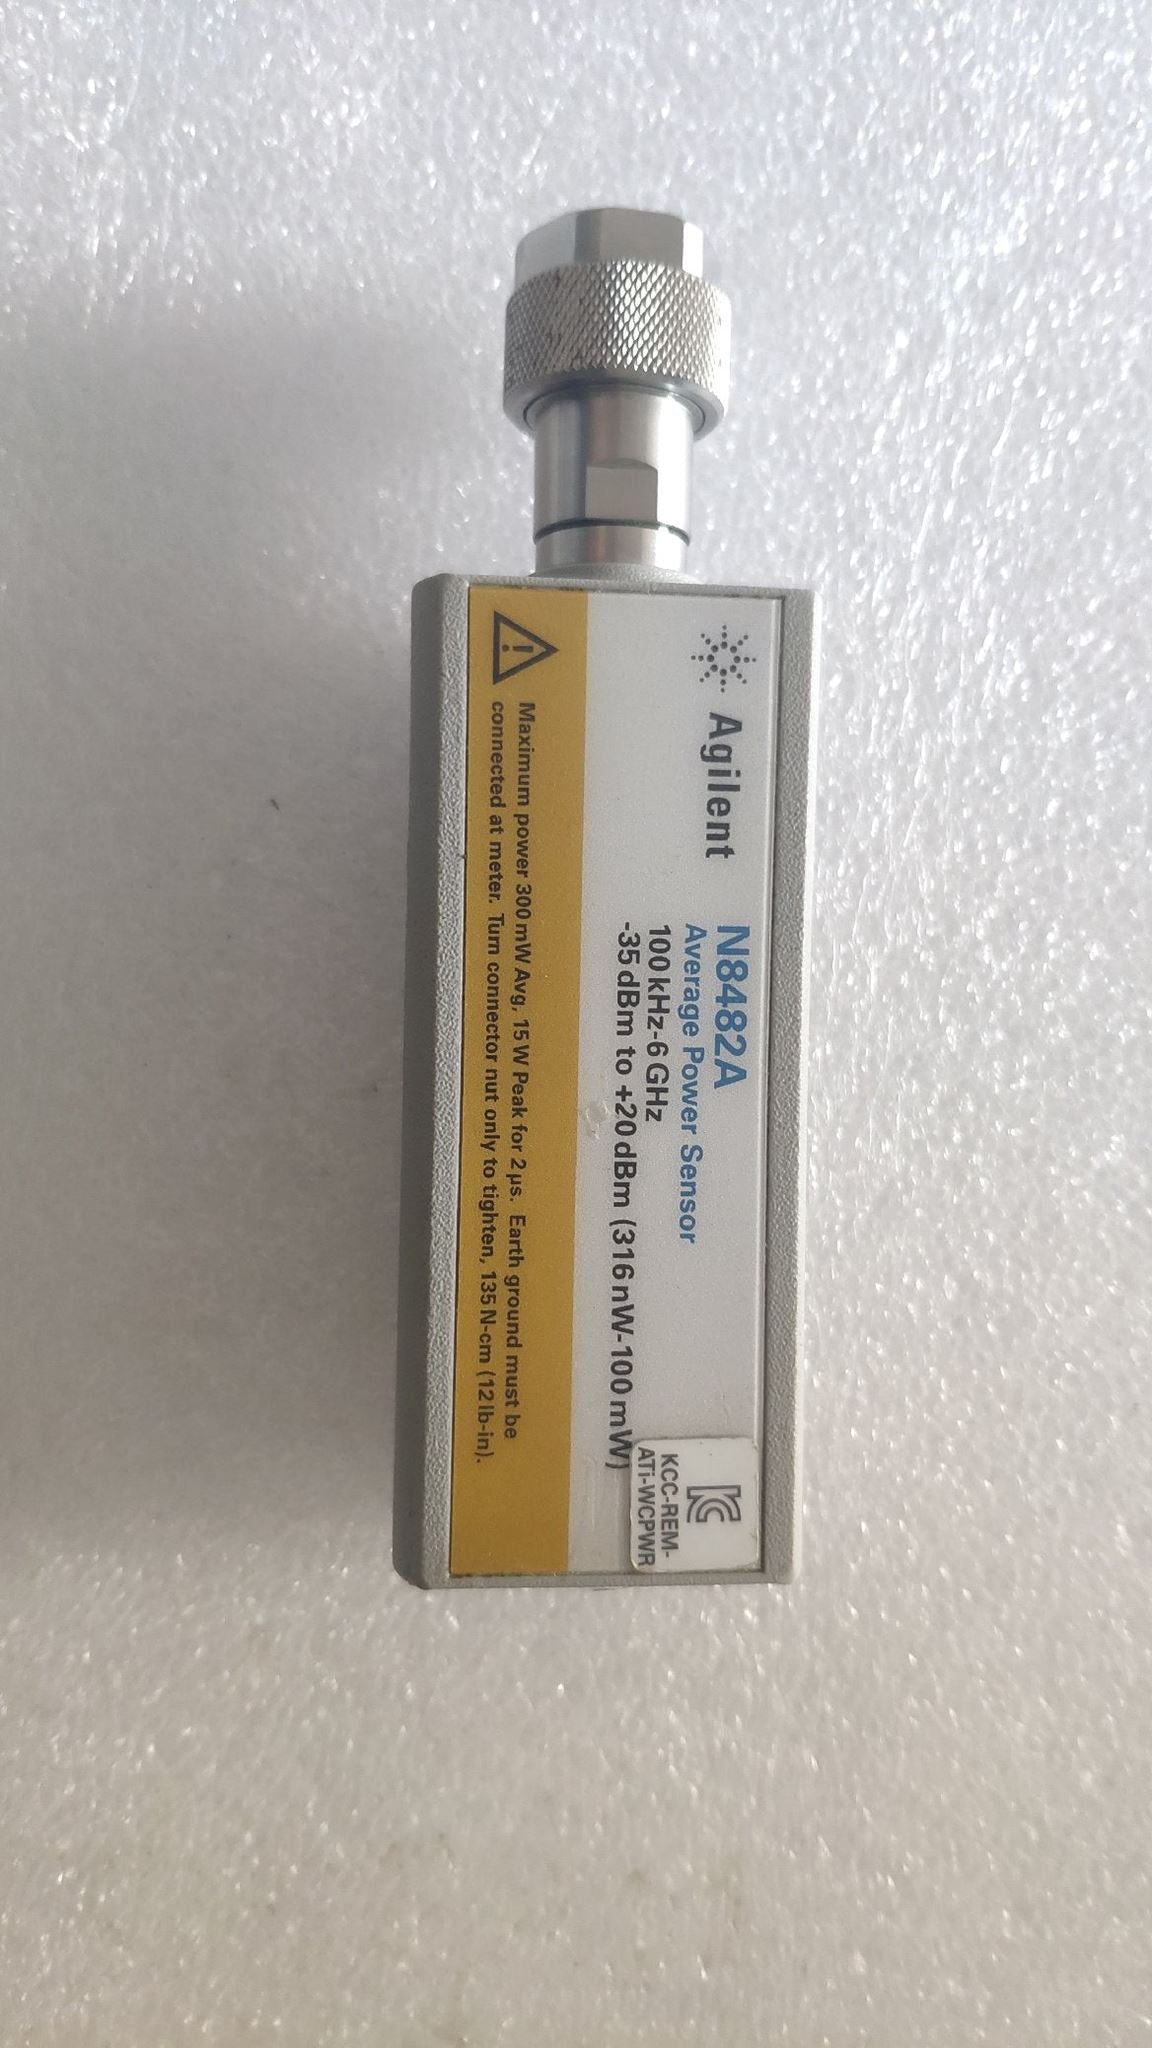 Agilent
N8482A
Average Power Sensor
100 kHz-6 GHz
-35 dBm to +20 dBm (316 nW-100 mW)
KCC-REM-
ATi-WCPWR
Maximum power 300 mW Avg, 15 W Peak for 2 µs. Earth ground must be
connected at meter. Turn connector nut only to tighten, 135 N-cm (12 lb-in).